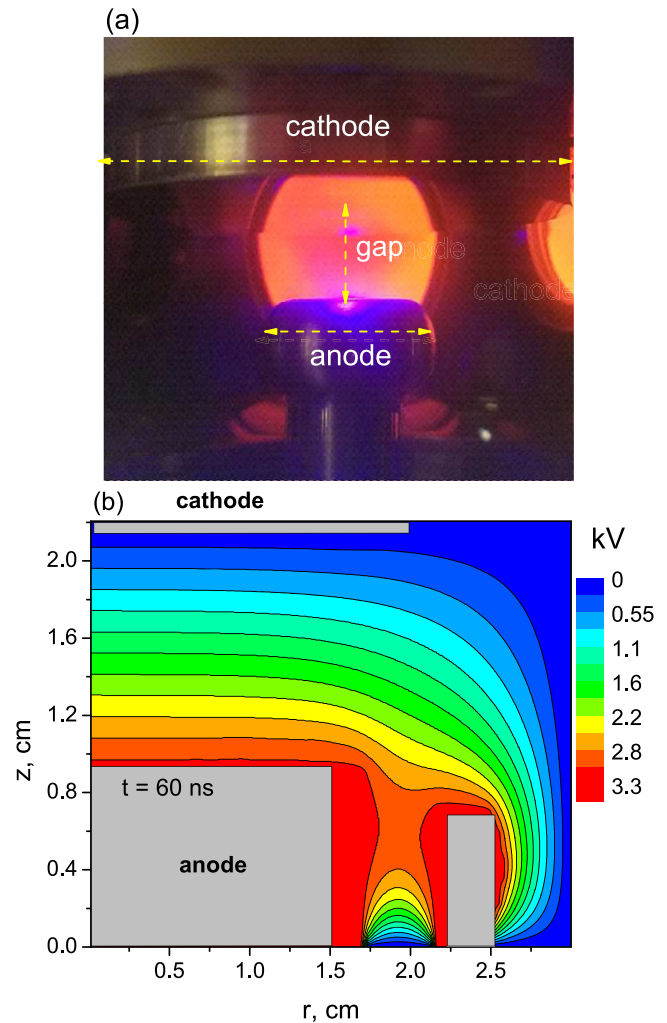 (a)
cathode
gap
anode
cathode
anode
(b)
cathode
kV
0
0.55
1.1
1.6
2.2
2.8
3.3
2.0
1.6
1.2
0.8
0.4
0.0
z, cm
t = 60 ns
anode
0.5
1.0
1.5
2.0
2.5
r, cm